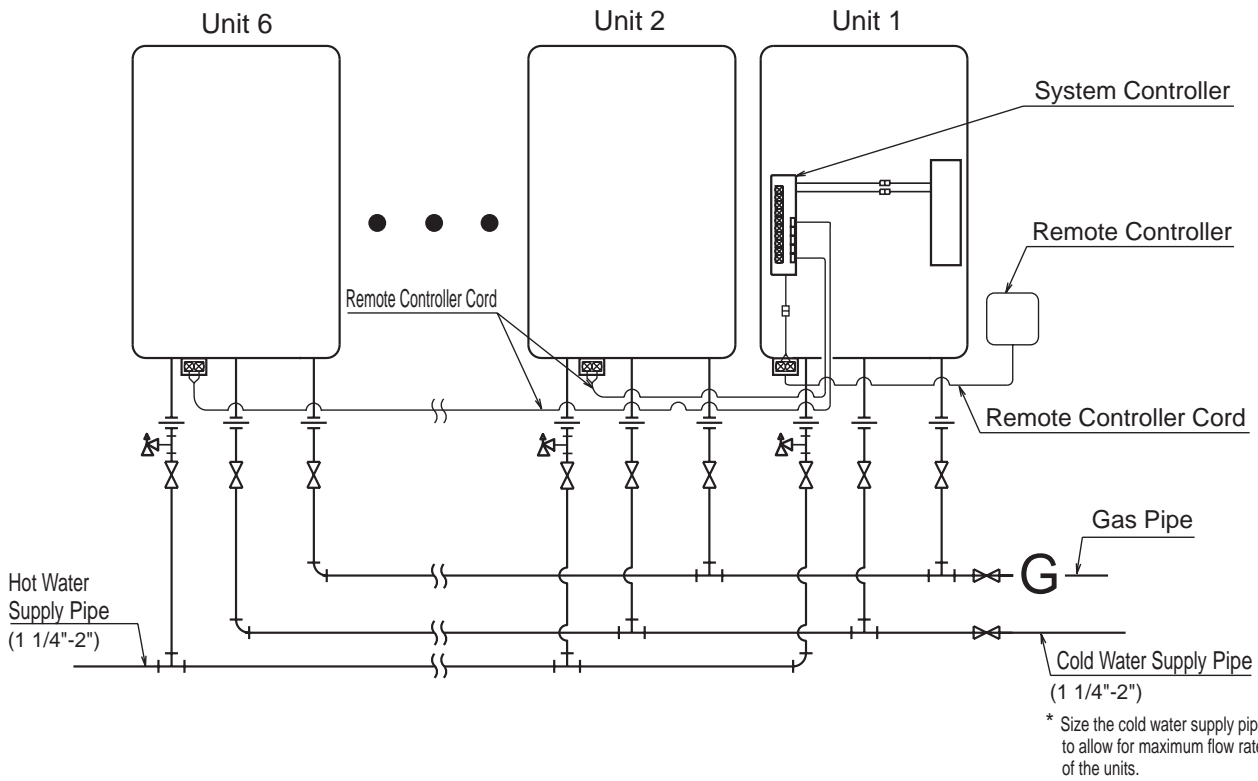 Unit 6
Unit 2
Unit 1
System Controller
Remote Controller
Remote Controller Cord
Remote Controller Cord
Gas Pipe
G
Hot Water
Supply Pipe
(1 1/4"-2")
Cold Water Supply Pipe
(1 1/4"-2")
* Size the cold water supply pip
to allow for maximum flow rate
of the units.